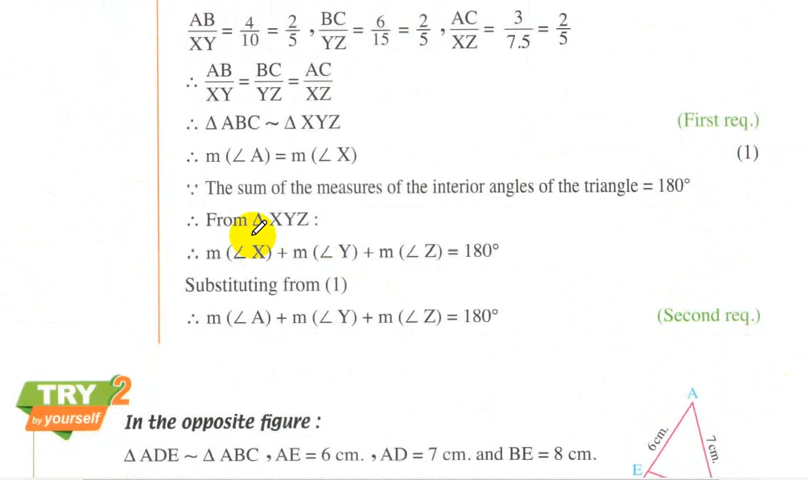 AB/XY = 4/10 = 2/5 , BC/YZ = 6/15 = 2/5 , AC/XZ = 3/7.5 = 2/5
∴ AB/XY = BC/YZ = AC/XZ
∴ Δ ABC ~ Δ XYZ (First req.)
∴ m (∠ A) = m (∠ X) (1)
∵ The sum of the measures of the interior angles of the triangle = 180°
∴ From Δ XYZ :
∴ m (∠ X) + m (∠ Y) + m (∠ Z) = 180°
Substituting from (1)
∴ m (∠ A) + m (∠ Y) + m (∠ Z) = 180° (Second req.)
TRY 2
by yourself
In the opposite figure :
Δ ADE ~ Δ ABC , AE = 6 cm. , AD = 7 cm. and BE = 8 cm.
A
6cm.
7cm.
E